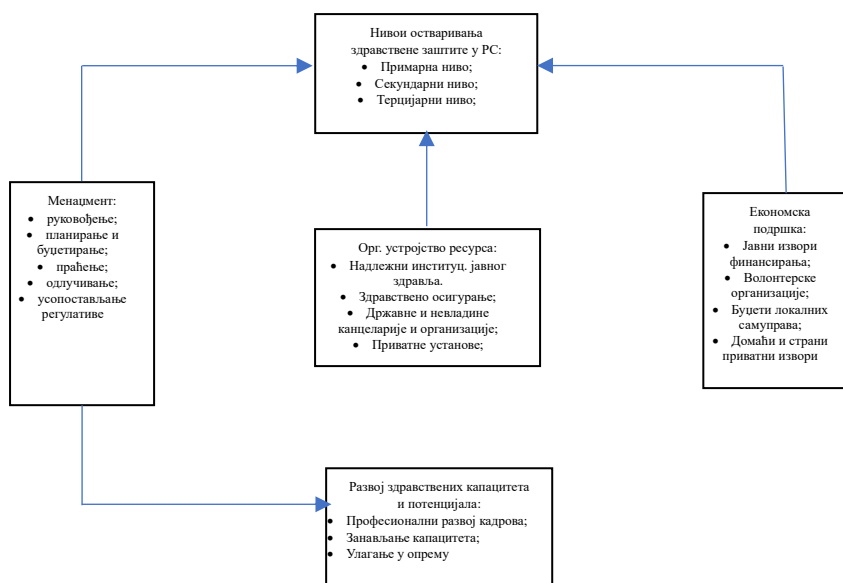 Нивои остваривања
здравствене заштите у РС:
• Примарна ниво;
• Секундарни ниво;
• Терцијарни ниво;
Менаџмент:
• руковођење;
• планирање и
буџетирање;
• праћење;
• одлучивање;
• усопостављање
регулативе
Орг. устројство ресурса:
• Надлежни институц. јавног
здравља.
• Здравствено осигурање;
• Државне и невладине
канцеларије и организације;
• Приватне установе;
Економска
подршка:
• Јавни извори
финансирања;
• Волонтерске
организације;
• Буџети локалних
самуправа;
• Домаћи и страни
приватни извори
Развој здравствених капацитета
и потенцијала:
• Професионални развој кадрова;
• Занављање капацитета;
• Улагање у опрему